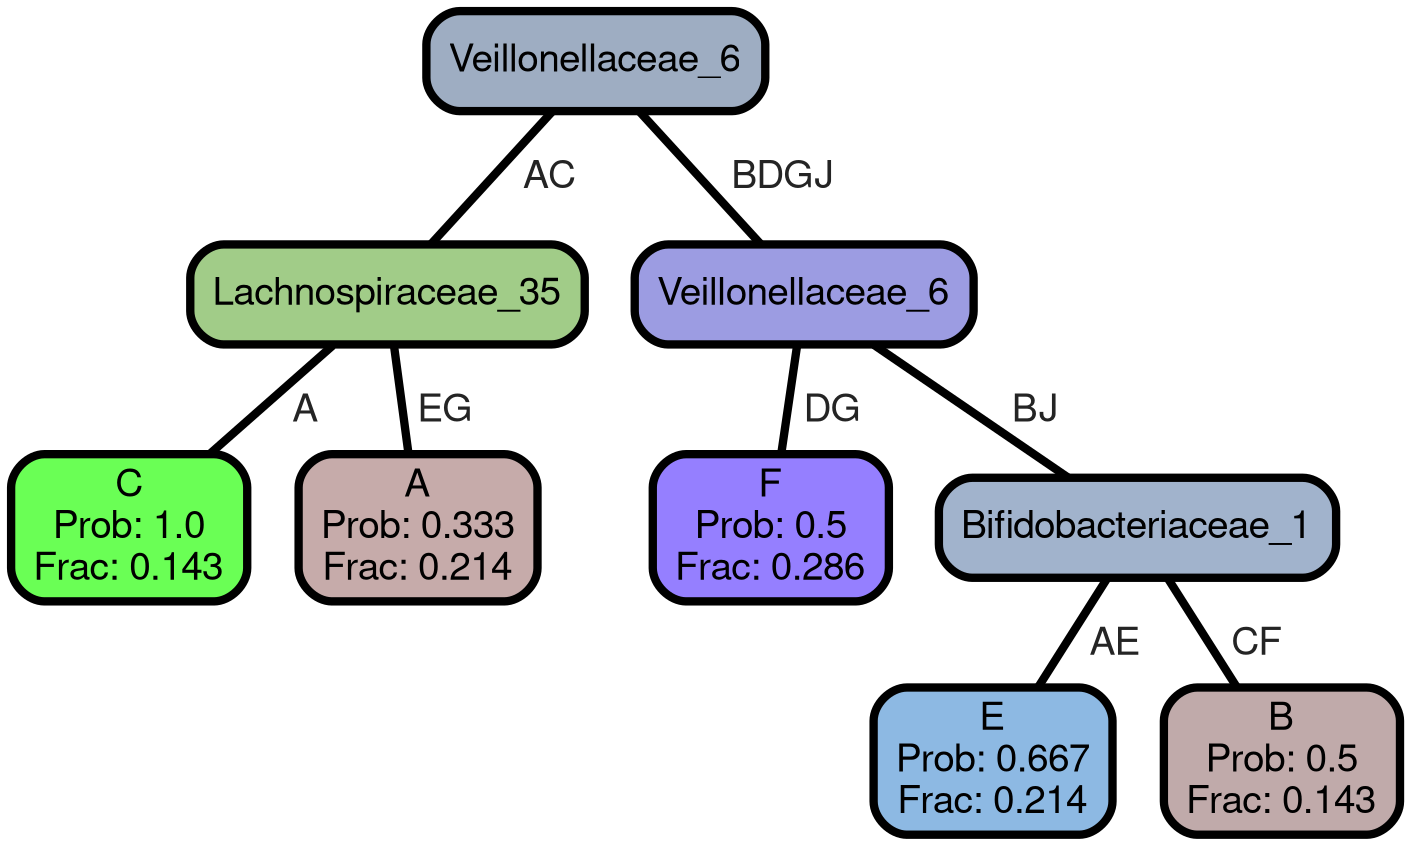 Veillonellaceae_6
AC
BDGJ
Lachnospiraceae_35
Veillonellaceae_6
A
EG
DG
BJ
C
Prob: 1.0
Frac: 0.143
A
Prob: 0.333
Frac: 0.214
F
Prob: 0.5
Frac: 0.286
Bifidobacteriaceae_1
AE
CF
E
Prob: 0.667
Frac: 0.214
B
Prob: 0.5
Frac: 0.143